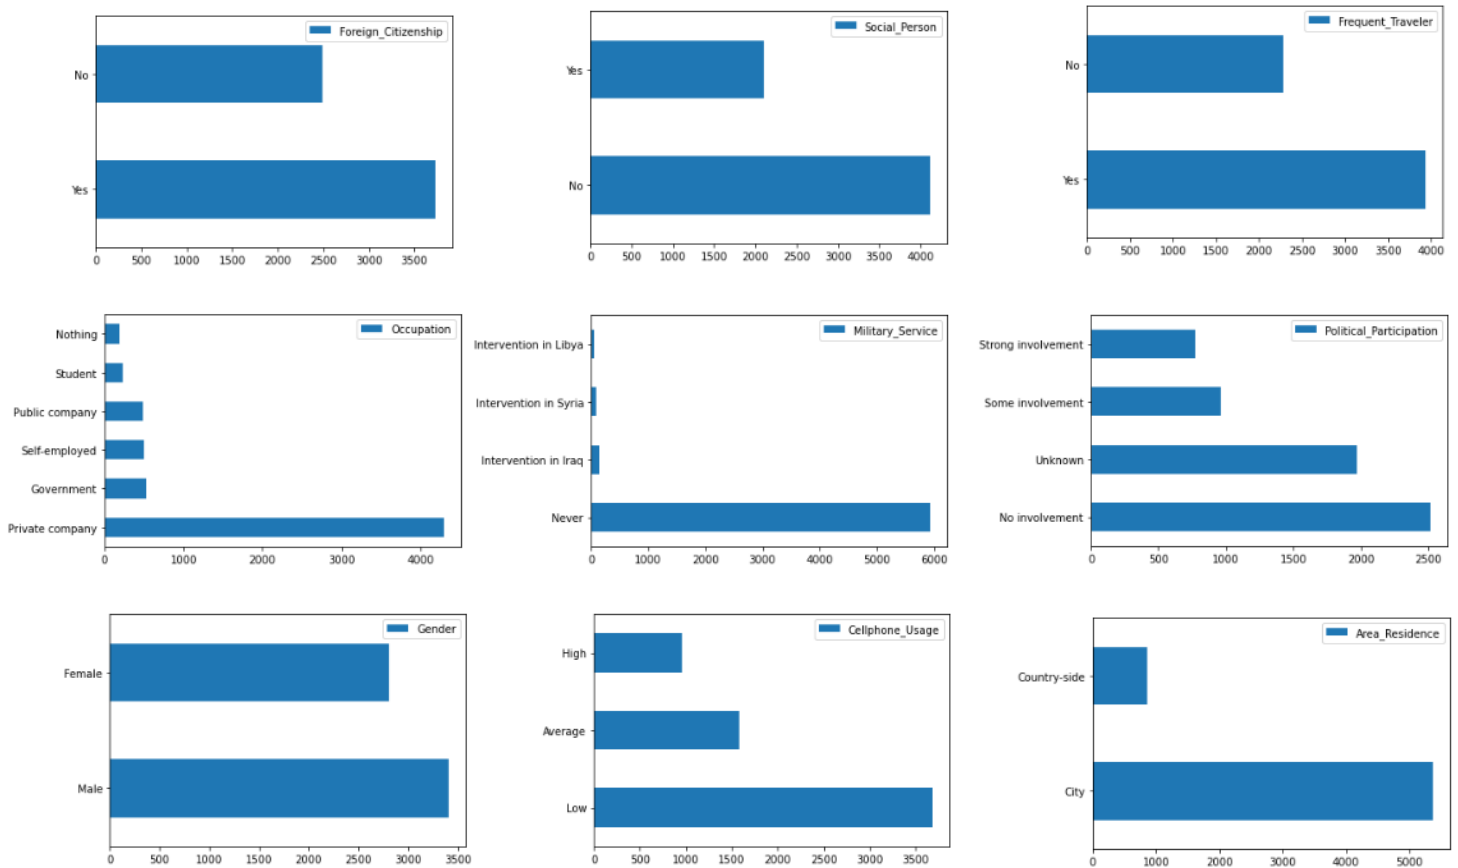 Foreign_Citizenship
No
Yes
0 500 1000 1500 2000 2500 3000 3500
Social_Person
Yes
No
0 500 1000 1500 2000 2500 3000 3500 4000
Frequent_Traveler
No
Yes
0 500 1000 1500 2000 2500 3000 3500 4000
Occupation
Nothing
Student
Public company
Self-employed
Government
Private company
0 1000 2000 3000 4000
Military_Service
Intervention in Libya
Intervention in Syria
Intervention in Iraq
Never
0 1000 2000 3000 4000 5000 6000
Political_Participation
Strong involvement
Some involvement
Unknown
No involvement
0 500 1000 1500 2000 2500
Gender
Female
Male
0 500 1000 1500 2000 2500 3000 3500
Cellphone_Usage
High
Average
Low
0 500 1000 1500 2000 2500 3000 3500
Area_Residence
Country-side
City
0 1000 2000 3000 4000 5000